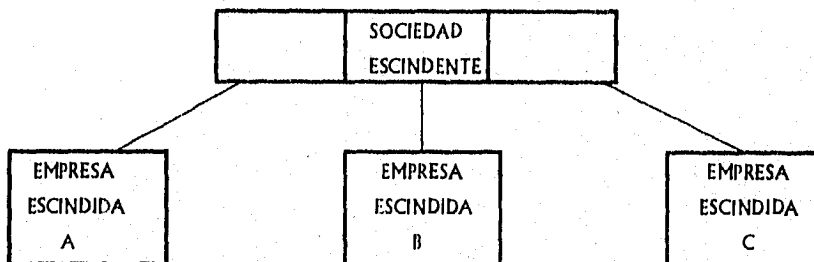 SOCIEDAD
ESCINDENTE
EMPRESA
ESCINDIDA
A
EMPRESA
ESCINDIDA
B
EMPRESA
ESCINDIDA
C